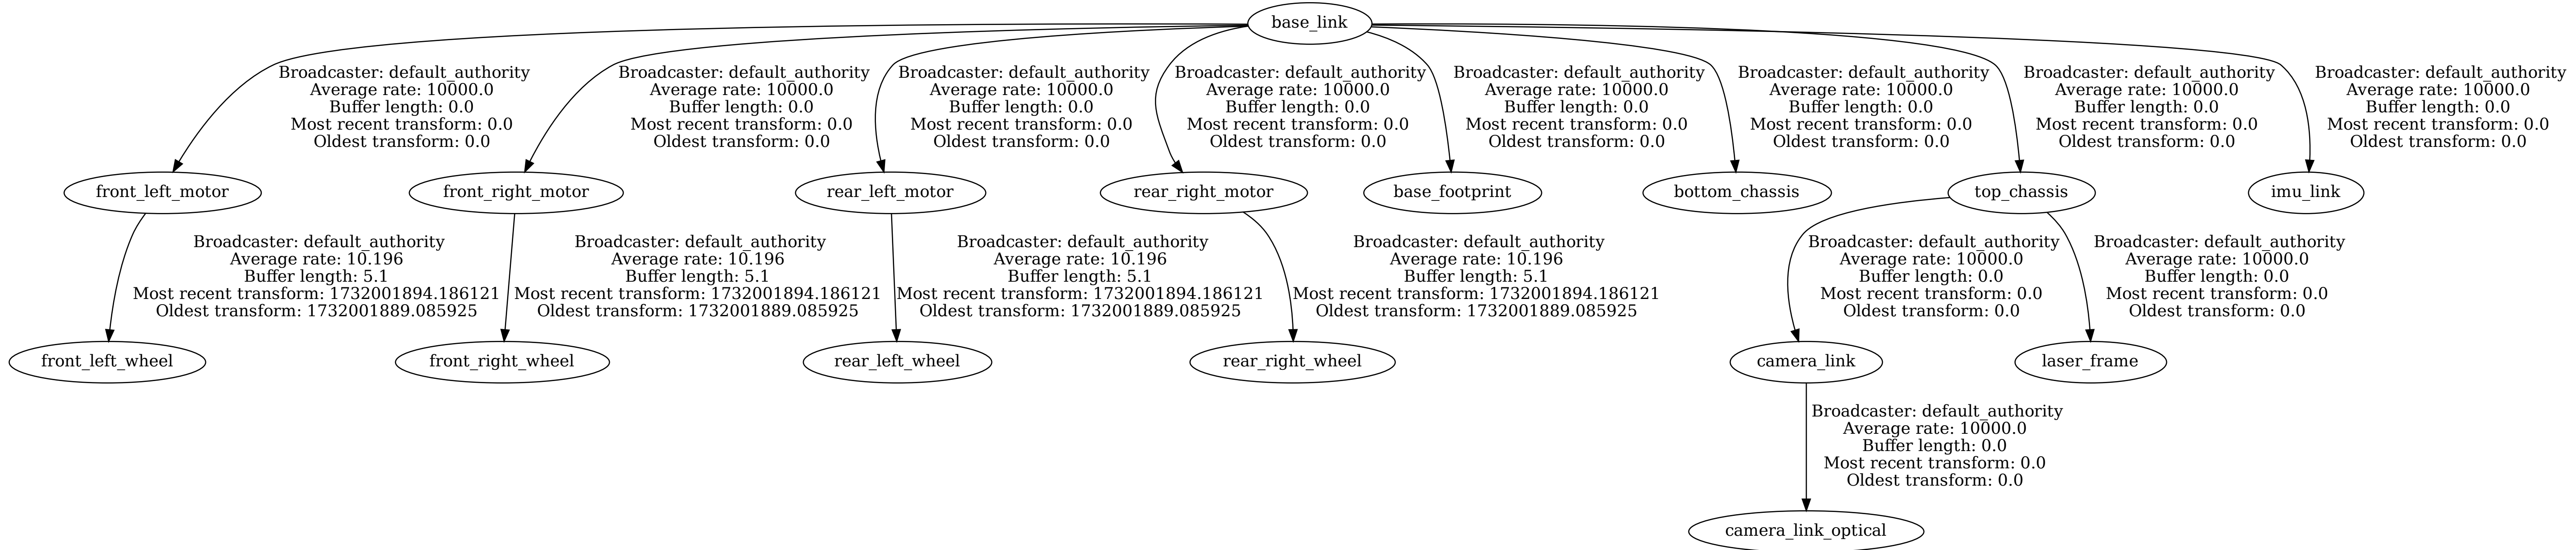 base_link
Broadcaster: default_authority
Average rate: 10000.0
Buffer length: 0.0
Most recent transform: 0.0
Oldest transform: 0.0
Broadcaster: default_authority
Average rate: 10000.0
Buffer length: 0.0
Most recent transform: 0.0
Oldest transform: 0.0
Broadcaster: default_authority
Average rate: 10000.0
Buffer length: 0.0
Most recent transform: 0.0
Oldest transform: 0.0
Broadcaster: default_authority
Average rate: 10000.0
Buffer length: 0.0
Most recent transform: 0.0
Oldest transform: 0.0
Broadcaster: default_authority
Average rate: 10000.0
Buffer length: 0.0
Most recent transform: 0.0
Oldest transform: 0.0
Broadcaster: default_authority
Average rate: 10000.0
Buffer length: 0.0
Most recent transform: 0.0
Oldest transform: 0.0
Broadcaster: default_authority
Average rate: 10000.0
Buffer length: 0.0
Most recent transform: 0.0
Oldest transform: 0.0
Broadcaster: default_authority
Average rate: 10000.0
Buffer length: 0.0
Most recent transform: 0.0
Oldest transform: 0.0
front_left_motor
front_right_motor
rear_left_motor
rear_right_motor
base_footprint
bottom_chassis
top_chassis
imu_link
Broadcaster: default_authority
Average rate: 10.196
Buffer length: 5.1
Most recent transform: 1732001894.186121
Oldest transform: 1732001889.085925
Broadcaster: default_authority
Average rate: 10.196
Buffer length: 5.1
Most recent transform: 1732001894.186121
Oldest transform: 1732001889.085925
Broadcaster: default_authority
Average rate: 10.196
Buffer length: 5.1
Most recent transform: 1732001894.186121
Oldest transform: 1732001889.085925
Broadcaster: default_authority
Average rate: 10.196
Buffer length: 5.1
Most recent transform: 1732001894.186121
Oldest transform: 1732001889.085925
Broadcaster: default_authority
Average rate: 10000.0
Buffer length: 0.0
Most recent transform: 0.0
Oldest transform: 0.0
Broadcaster: default_authority
Average rate: 10000.0
Buffer length: 0.0
Most recent transform: 0.0
Oldest transform: 0.0
front_left_wheel
front_right_wheel
rear_left_wheel
rear_right_wheel
camera_link
laser_frame
Broadcaster: default_authority
Average rate: 10000.0
Buffer length: 0.0
Most recent transform: 0.0
Oldest transform: 0.0
camera_link_optical